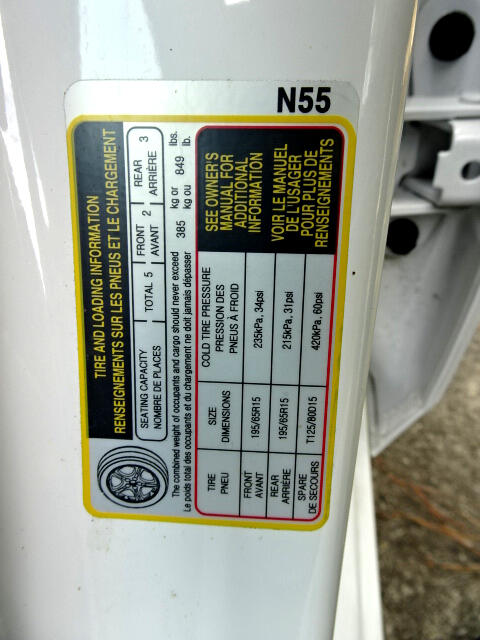 N55
TIRE AND LOADING INFORMATION
RENSEIGNEMENTS SUR LES PNEUS ET LE CHARGEMENT
SEATING CAPACITY
NOMBRE DE PLACES
TOTAL 5
FRONT 2
AVANT
REAR 3
ARRIÈRE
The combined weight of occupants and cargo should never exceed 385 kg or 849 lbs.
Le poids total des occupants et du chargement ne doit jamais dépasser kg ou lb.
TIRE SIZE COLD TIRE PRESSURE
PNEU DIMENSIONS PRESSION DES PNEUS À FROID
FRONT
AVANT
195/65R15 235kPa, 34psi
REAR
ARRIÈRE
195/65R15 215kPa, 31psi
SPARE
DE SECOURS
T125/80D15 420kPa, 60psi
SEE OWNER'S
MANUAL FOR
ADDITIONAL
INFORMATION
VOIR LE MANUEL
DE L'USAGER
POUR PLUS DE
RENSEIGNEMENTS